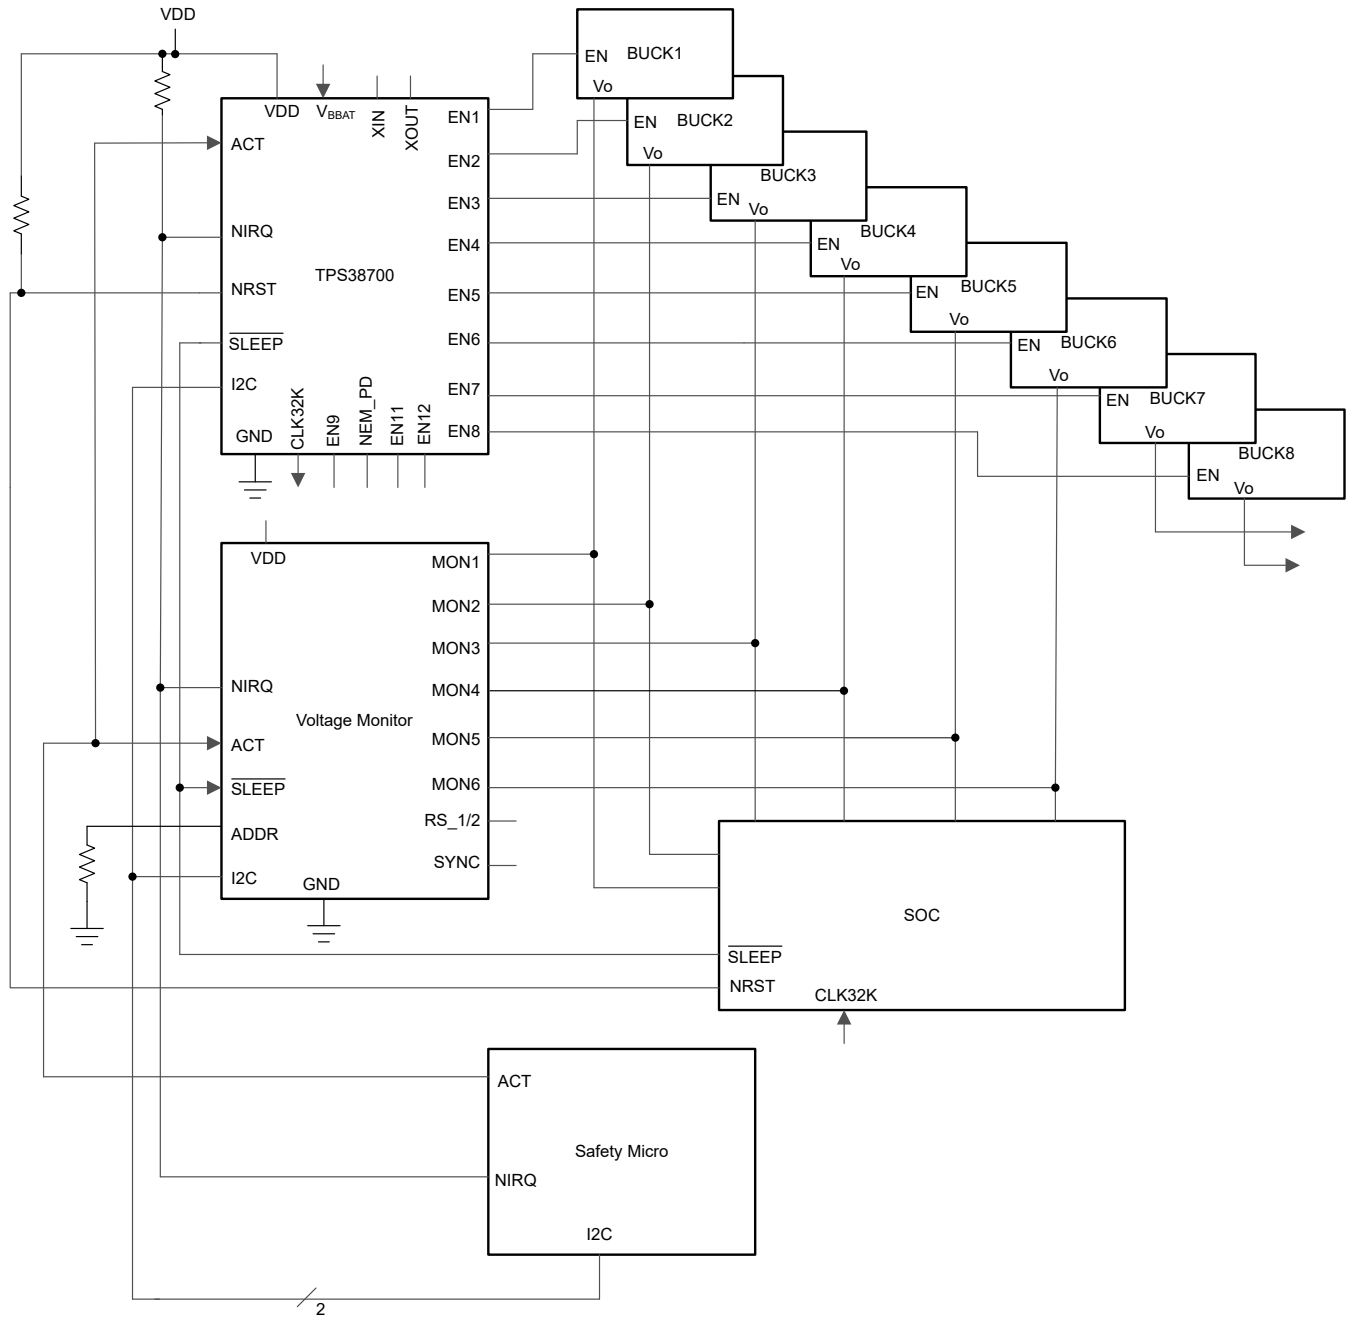 VDD
VDD
VBBAT
XIN
XOUT
ACT
NIRQ
NRST
SLEEP
I2C
GND
TPS38700
CLK32K
EN9
NEM_PD
EN11
EN12
EN1
EN2
EN3
EN4
EN5
EN6
EN7
EN8
EN
BUCK1
Vo
EN
BUCK2
Vo
EN
BUCK3
Vo
EN
BUCK4
Vo
EN
BUCK5
Vo
EN
BUCK6
Vo
EN
BUCK7
Vo
EN
BUCK8
Vo
VDD
NIRQ
ACT
SLEEP
ADDR
I2C
GND
Voltage Monitor
MON1
MON2
MON3
MON4
MON5
MON6
RS_1/2
SYNC
SOC
SLEEP
NRST
CLK32K
ACT
Safety Micro
NIRQ
I2C
2